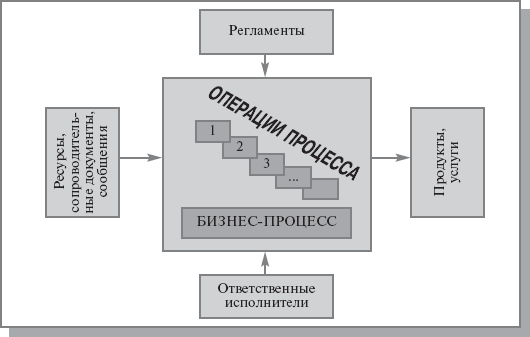 Регламенты
Ресурсы,
сопроводитель-
ные документы,
сообщения
ОПЕРАЦИИ ПРОЦЕССА
1
2
3
...
БИЗНЕС-ПРОЦЕСС
Продукты,
услуги
Ответственные
исполнители